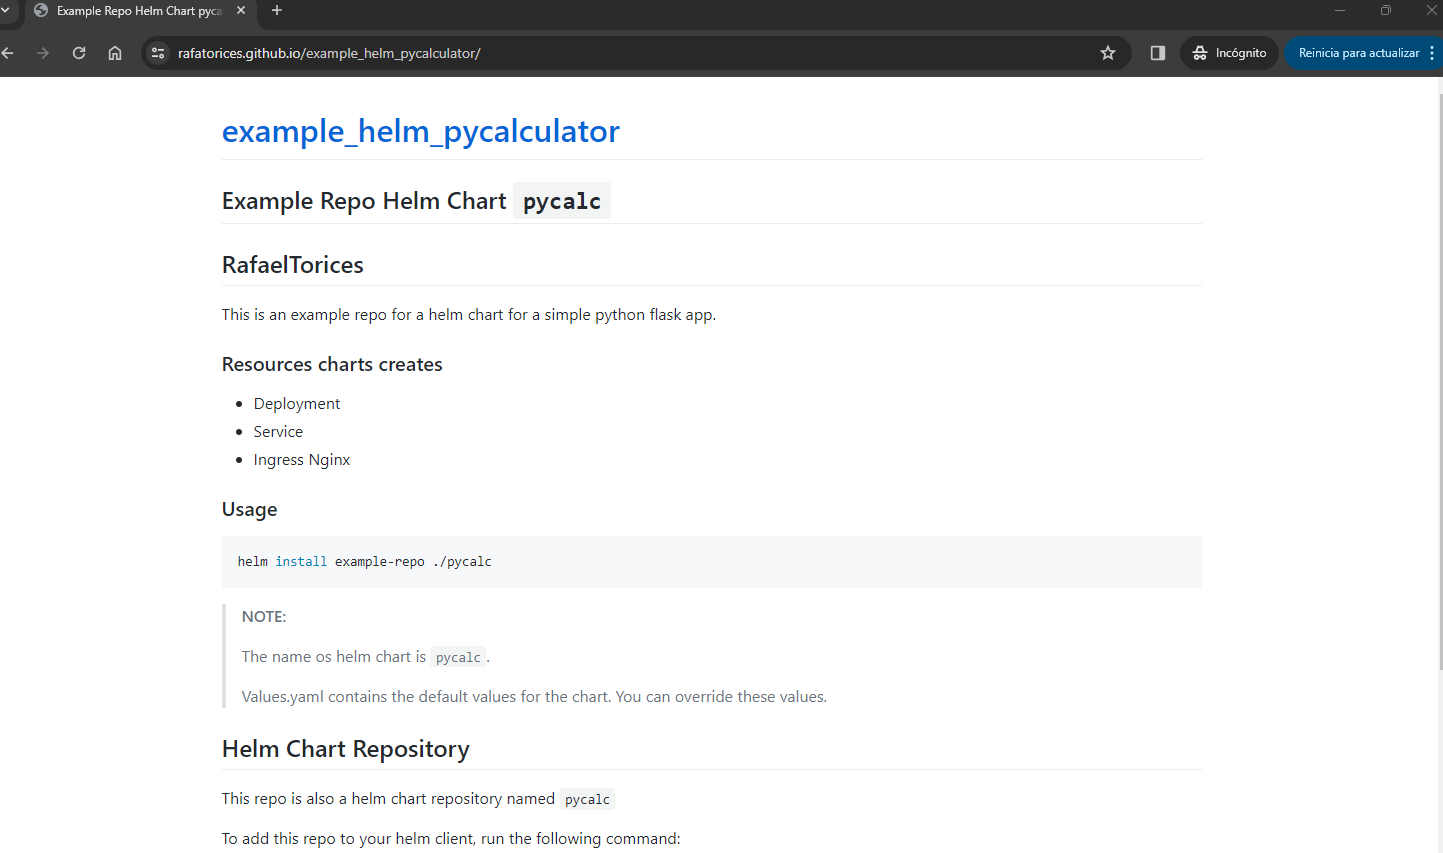 Example Repo Helm Chart pyca
rafatorices.github.io/example_helm_pycalculator/
Incógnito
Reinicia para actualizar
example_helm_pycalculator
Example Repo Helm Chart pycalc
RafaelTorices
This is an example repo for a helm chart for a simple python flask app.
Resources charts creates
Deployment
Service
Ingress Nginx
Usage
helm install example-repo ./pycalc
NOTE:
The name os helm chart is pycalc.
Values.yaml contains the default values for the chart. You can override these values.
Helm Chart Repository
This repo is also a helm chart repository named pycalc
To add this repo to your helm client, run the following command: